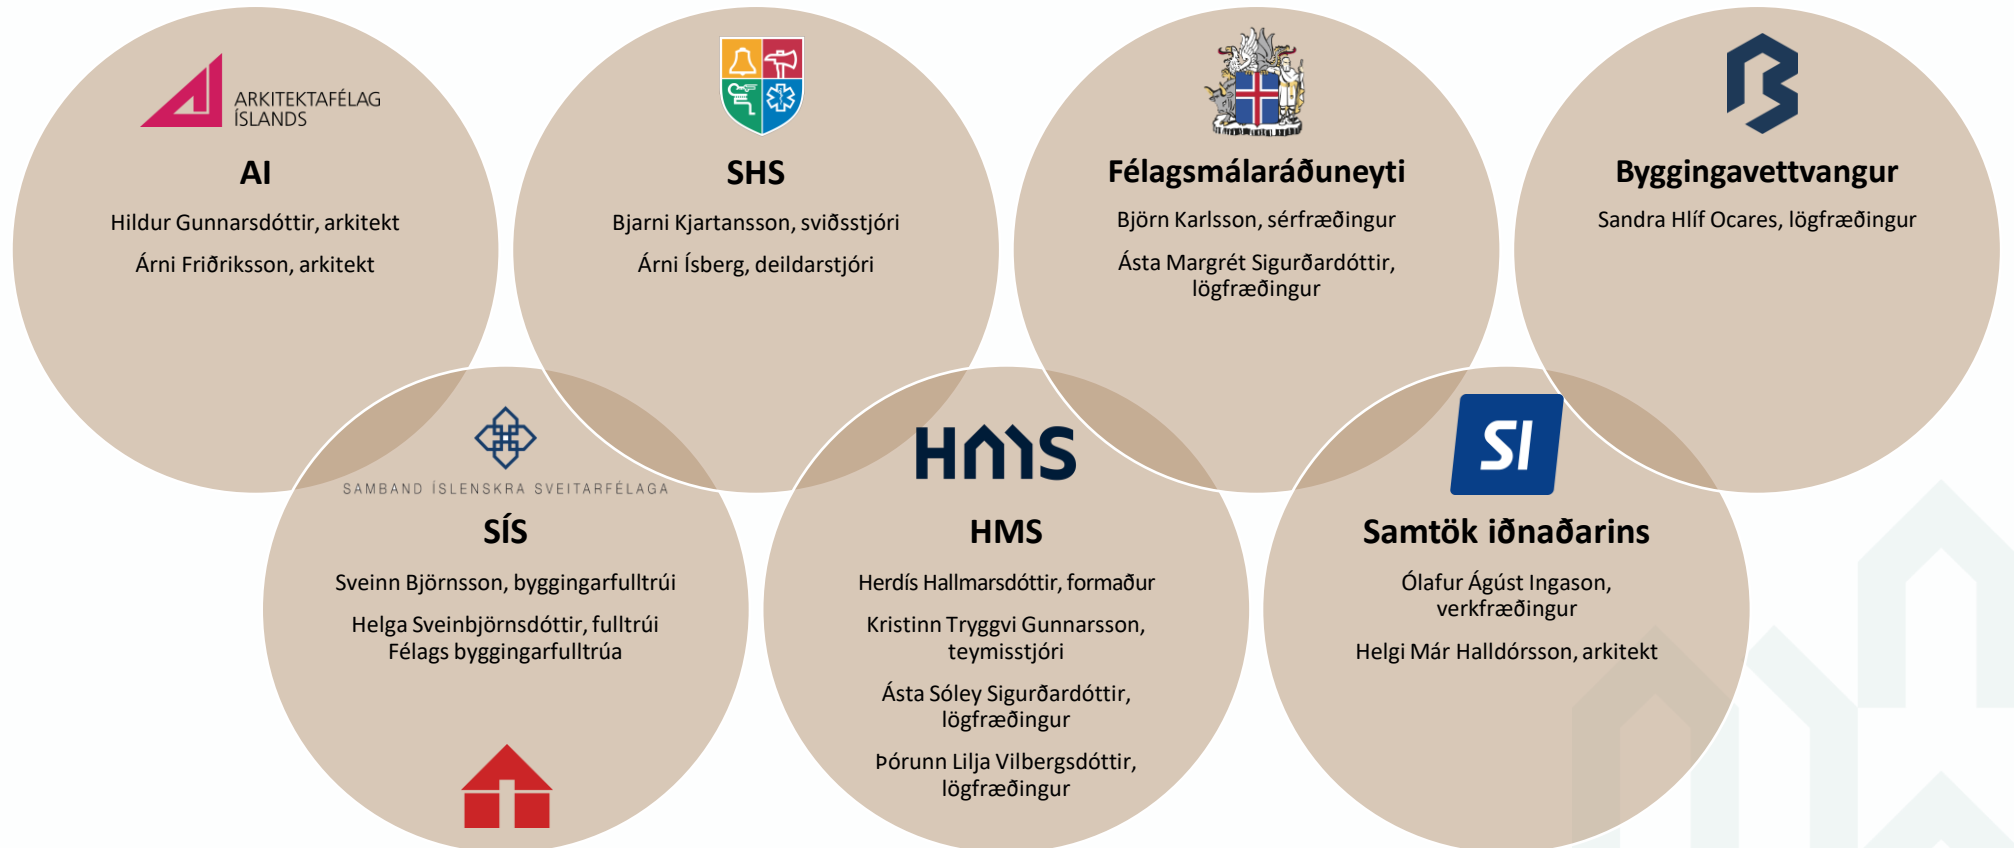 ARKITEKTAFÉLAG
ÍSLANDS
AI
Hildur Gunnarsdóttir, arkitekt
Árni Friðriksson, arkitekt
SHS
Bjarni Kjartansson, sviðsstjóri
Árni Ísberg, deildarstjóri
Félagsmálaráðuneyti
Björn Karlsson, sérfræðingur
Ásta Margrét Sigurðardóttir,
lögfræðingur
Byggingavettvangur
Sandra Hlíf Ocares, lögfræðingur
SAMBAND ÍSLENSKRA SVEITARFÉLAGA
SÍS
Sveinn Björnsson, byggingarfulltrúi
Helga Sveinbjörnsdóttir, fulltrúi
Félags byggingarfulltrúa
HMS
HMS
Herdís Hallmarsdóttir, formaður
Kristinn Tryggvi Gunnarsson,
teymisstjóri
Ásta Sóley Sigurðardóttir,
lögfræðingur
Þórunn Lilja Vilbergsdóttir,
lögfræðingur
SI
Samtök iðnaðarins
Ólafur Ágúst Ingason,
verkfræðingur
Helgi Már Halldórsson, arkitekt